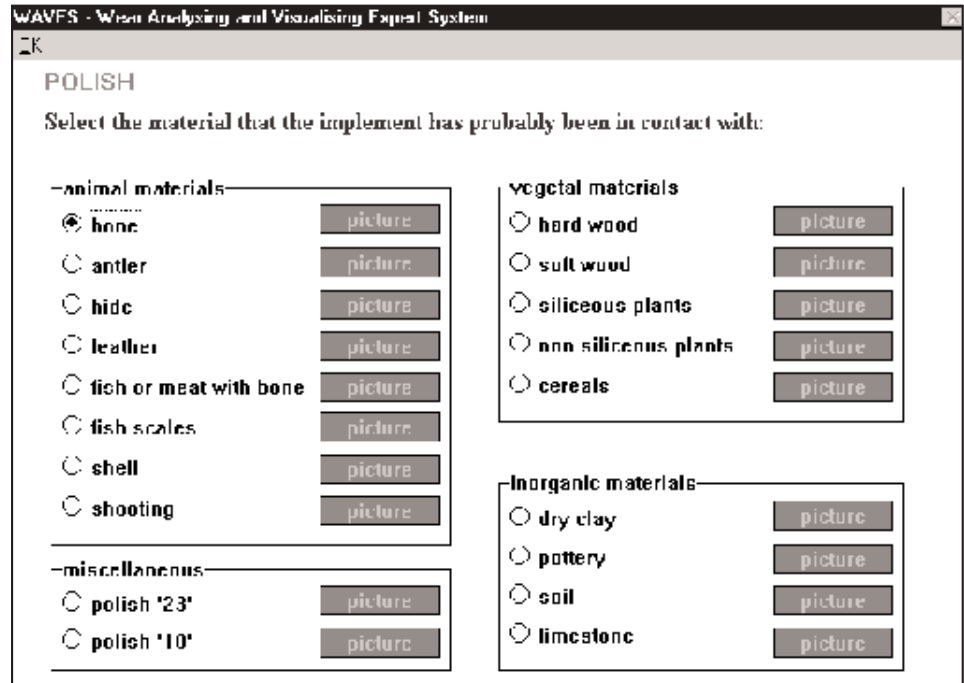 WAVES - Wear Analysing and Visualising Expert System
POLISH
Select the material that the implement has probably been in contact with:
animal materials
bone picture
antler picture
hide picture
leather picture
fish or meat with bone picture
fish scales picture
shell picture
shooting picture
miscellaneous
polish '23' picture
polish '10' picture
vegetal materials
hard wood picture
soft wood picture
siliceous plants picture
non siliceous plants picture
cereals picture
Inorganic materials
dry clay picture
pottery picture
soil picture
limestone picture